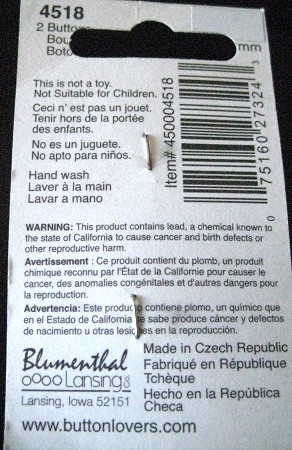 4518
2 Button
Bou
Boto
mm
This is not a toy.
Not Suitable for Children.
Ceci n' est pas un jouet.
Tenir hors de la portée
des enfants.
No es un juguete.
No apto para niños.
Hand wash
Laver à la main
Lavar a mano
Item# 450004518
0 75160 27324 3
WARNING: This product contains lead, a chemical known to
the state of California to cause cancer and birth defects or
other reproductive harm.
Avertissement : Ce produit contient du plomb, un produit
chimique reconnu par l'État de la Californie pour causer le
cancer, des anomalies congénitales et d'autres dangers pour
la reproduction.
Advertencia: Este producto contiene plomo, un químico que
en el Estado de California se sabe produce cáncer y defectos
de nacimiento u otras lesiones en la reproducción.
Blumenthal
Lansing Co
Lansing, Iowa 52151
Made in Czech Republic
Fabriqué en République
Tchèque
Hecho en la República
Checa
www.buttonlovers.com